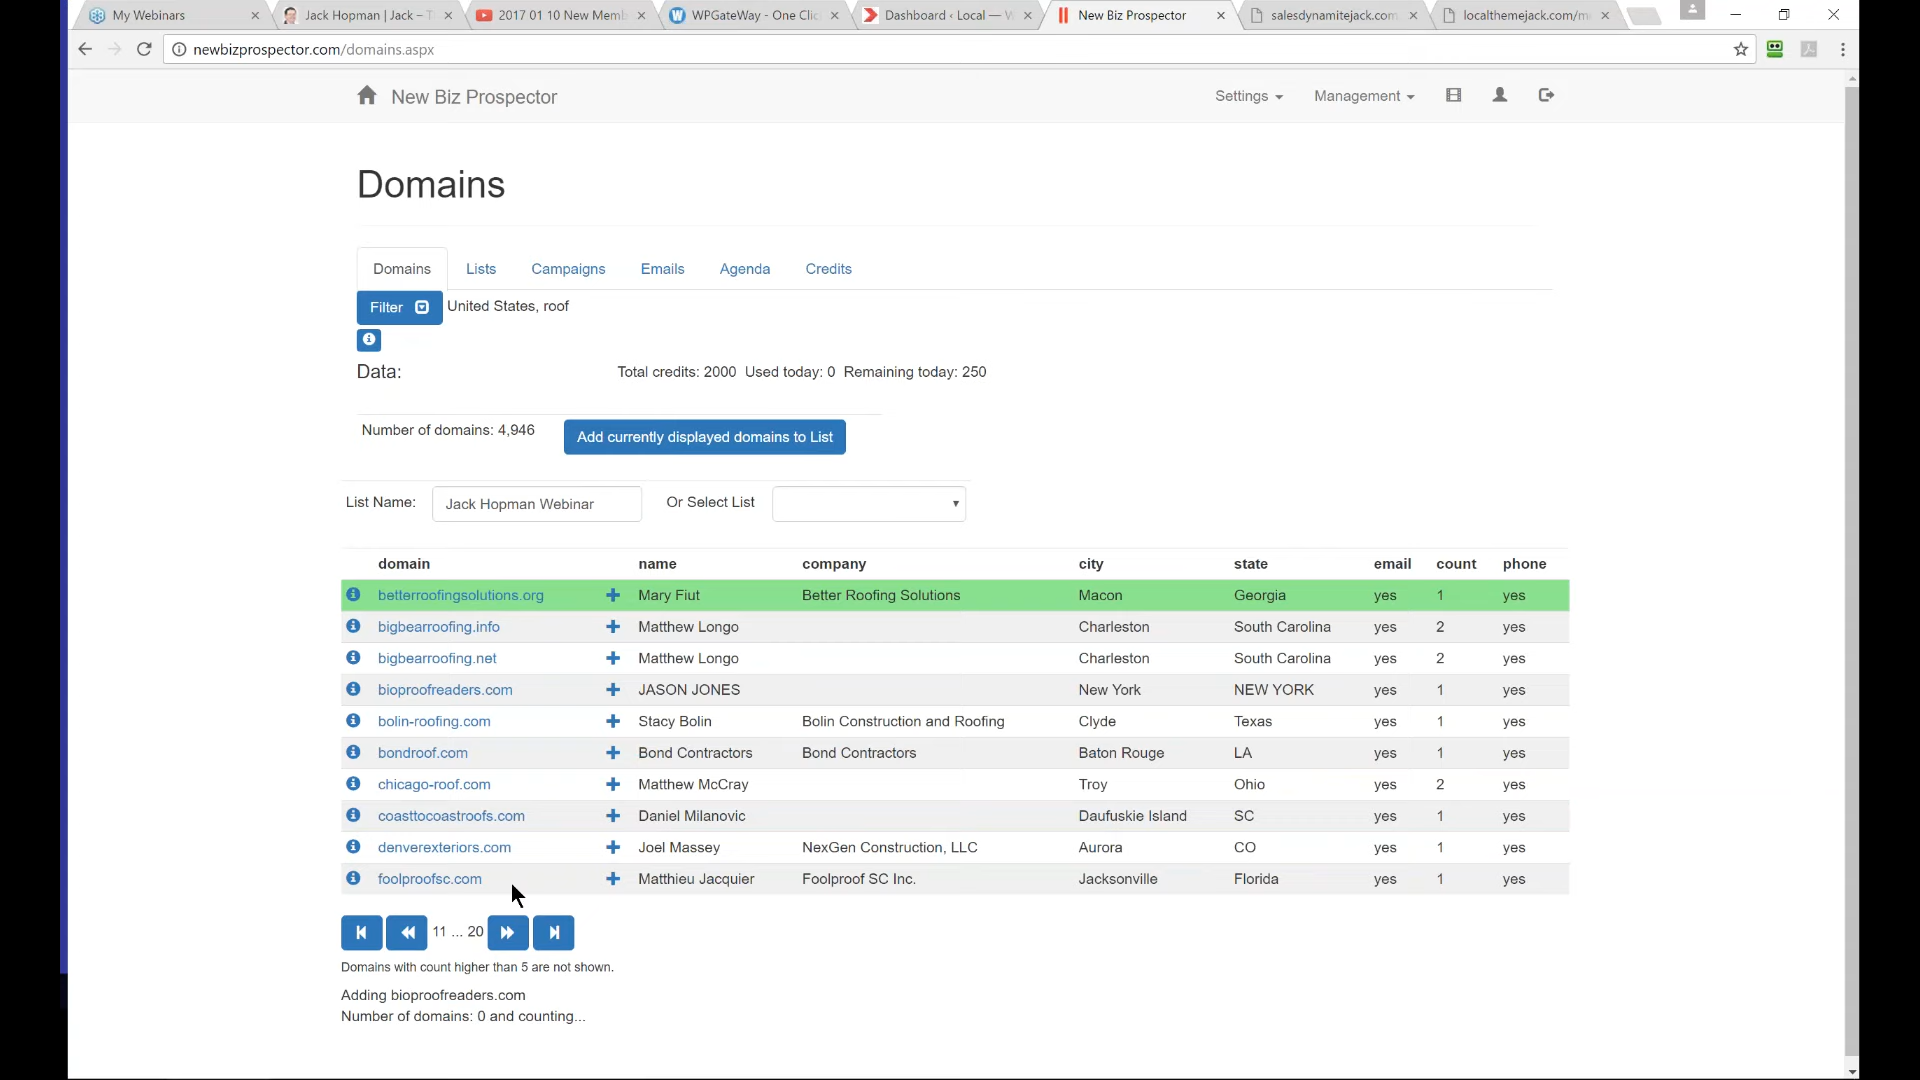 My Webinars
Jack Hopman | Jack – T
2017 01 10 New Memb
WPGateWay - One Clic
Dashboard ‹ Local — W
New Biz Prospector
salesdynamitejack.com
localthemejack.com/m
newbizprospector.com/domains.aspx
New Biz Prospector
Settings
Management
Domains
Domains
Lists
Campaigns
Emails
Agenda
Credits
Filter
United States, roof
Data:
Total credits: 2000 Used today: 0 Remaining today: 250
Number of domains: 4,946
Add currently displayed domains to List
List Name:
Jack Hopman Webinar
Or Select List
domain name company city state email count phone
betterroofingsolutions.org Mary Fiut Better Roofing Solutions Macon Georgia yes 1 yes
bigbearroofing.info Matthew Longo Charleston South Carolina yes 2 yes
bigbearroofing.net Matthew Longo Charleston South Carolina yes 2 yes
bioproofreaders.com JASON JONES New York NEW YORK yes 1 yes
bolin-roofing.com Stacy Bolin Bolin Construction and Roofing Clyde Texas yes 1 yes
bondroof.com Bond Contractors Bond Contractors Baton Rouge LA yes 1 yes
chicago-roof.com Matthew McCray Troy Ohio yes 2 yes
coasttocoastroofs.com Daniel Milanovic Daufuskie Island SC yes 1 yes
denverexteriors.com Joel Massey NexGen Construction, LLC Aurora CO yes 1 yes
foolproofsc.com Matthieu Jacquier Foolproof SC Inc. Jacksonville Florida yes 1 yes
11 ... 20
Domains with count higher than 5 are not shown.
Adding bioproofreaders.com
Number of domains: 0 and counting...